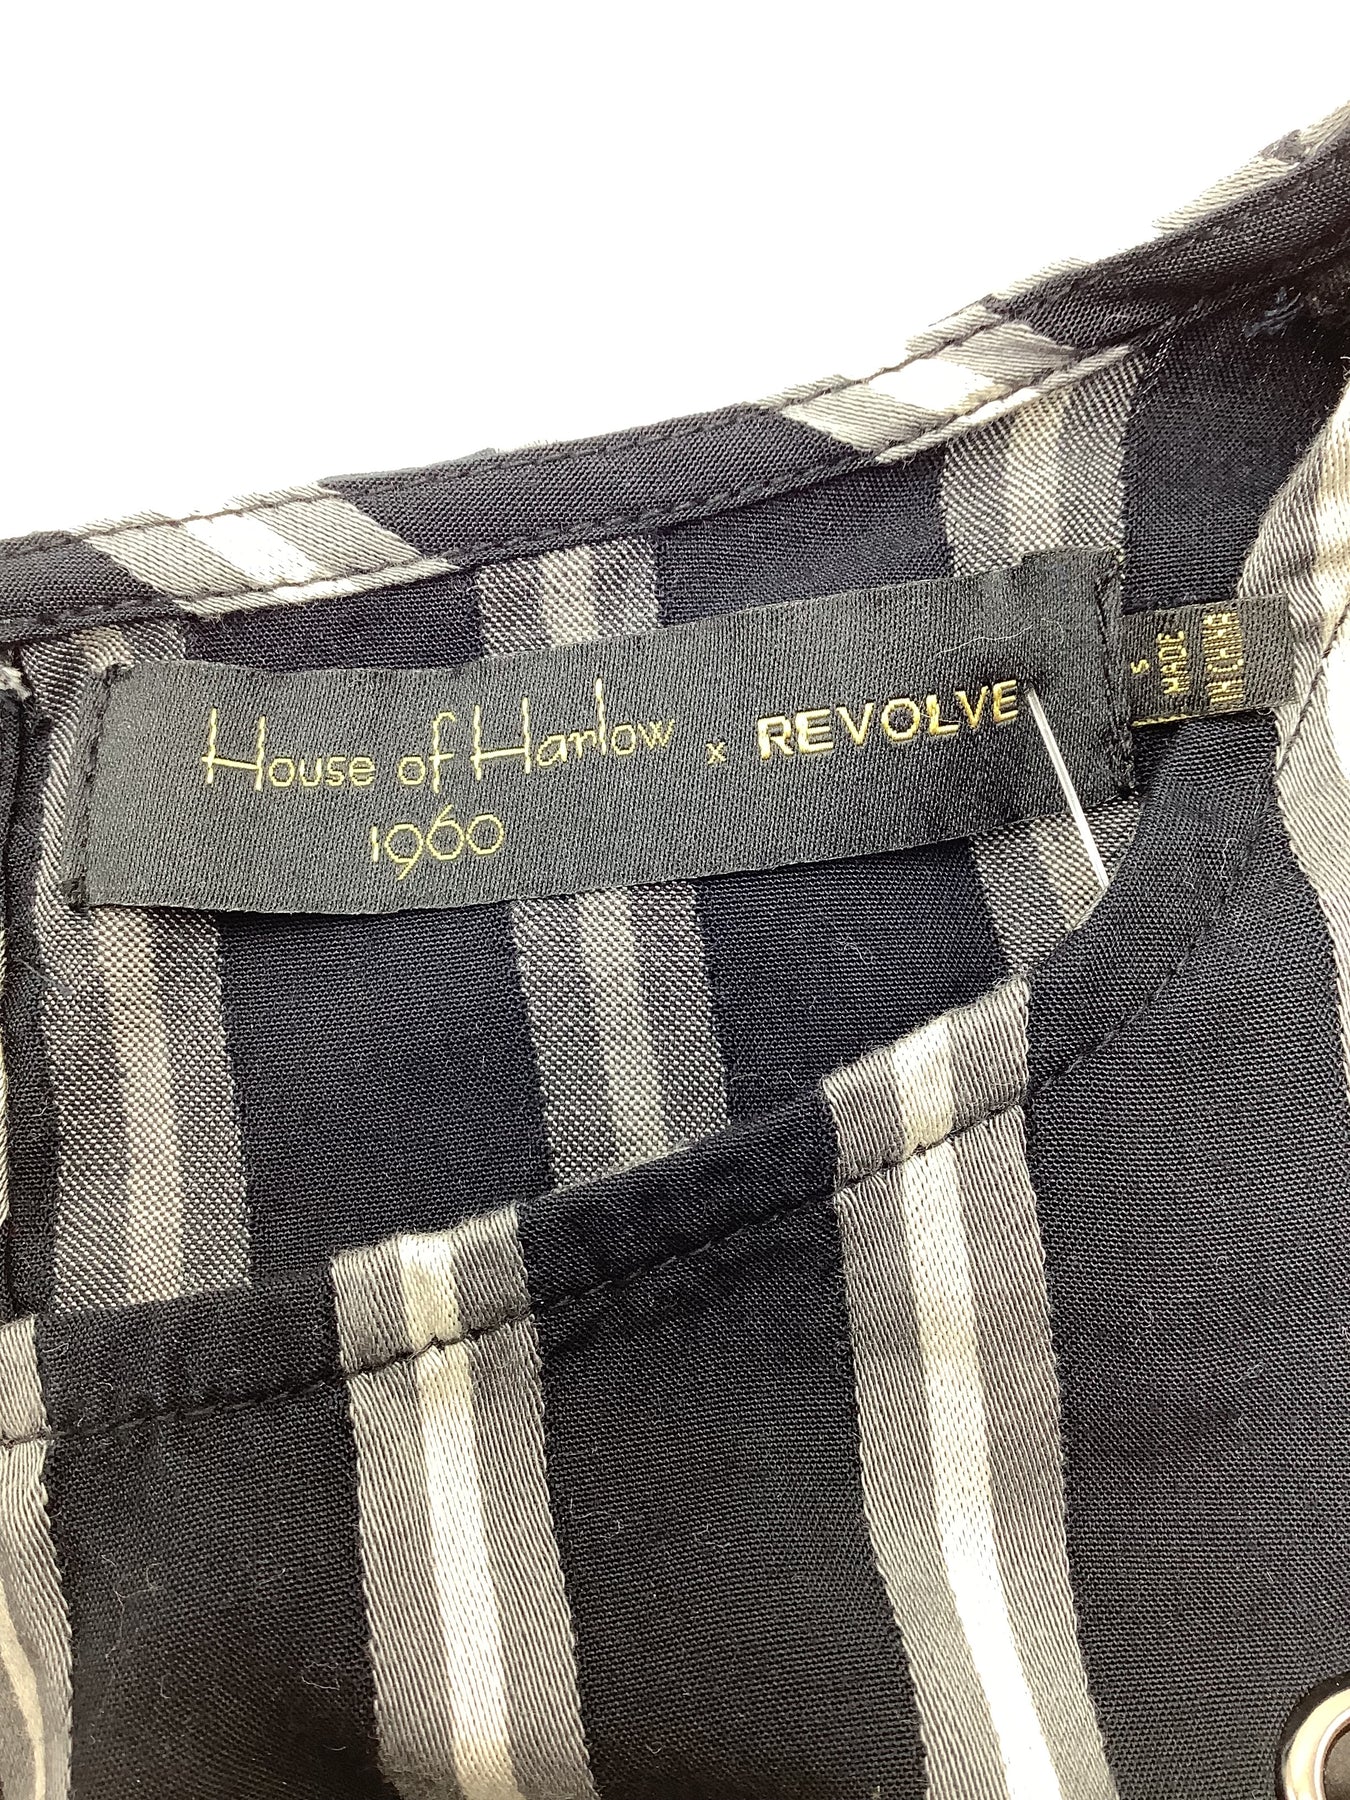 House of Harlow x REVOLVE
1960
S
MADE
IN CHINA